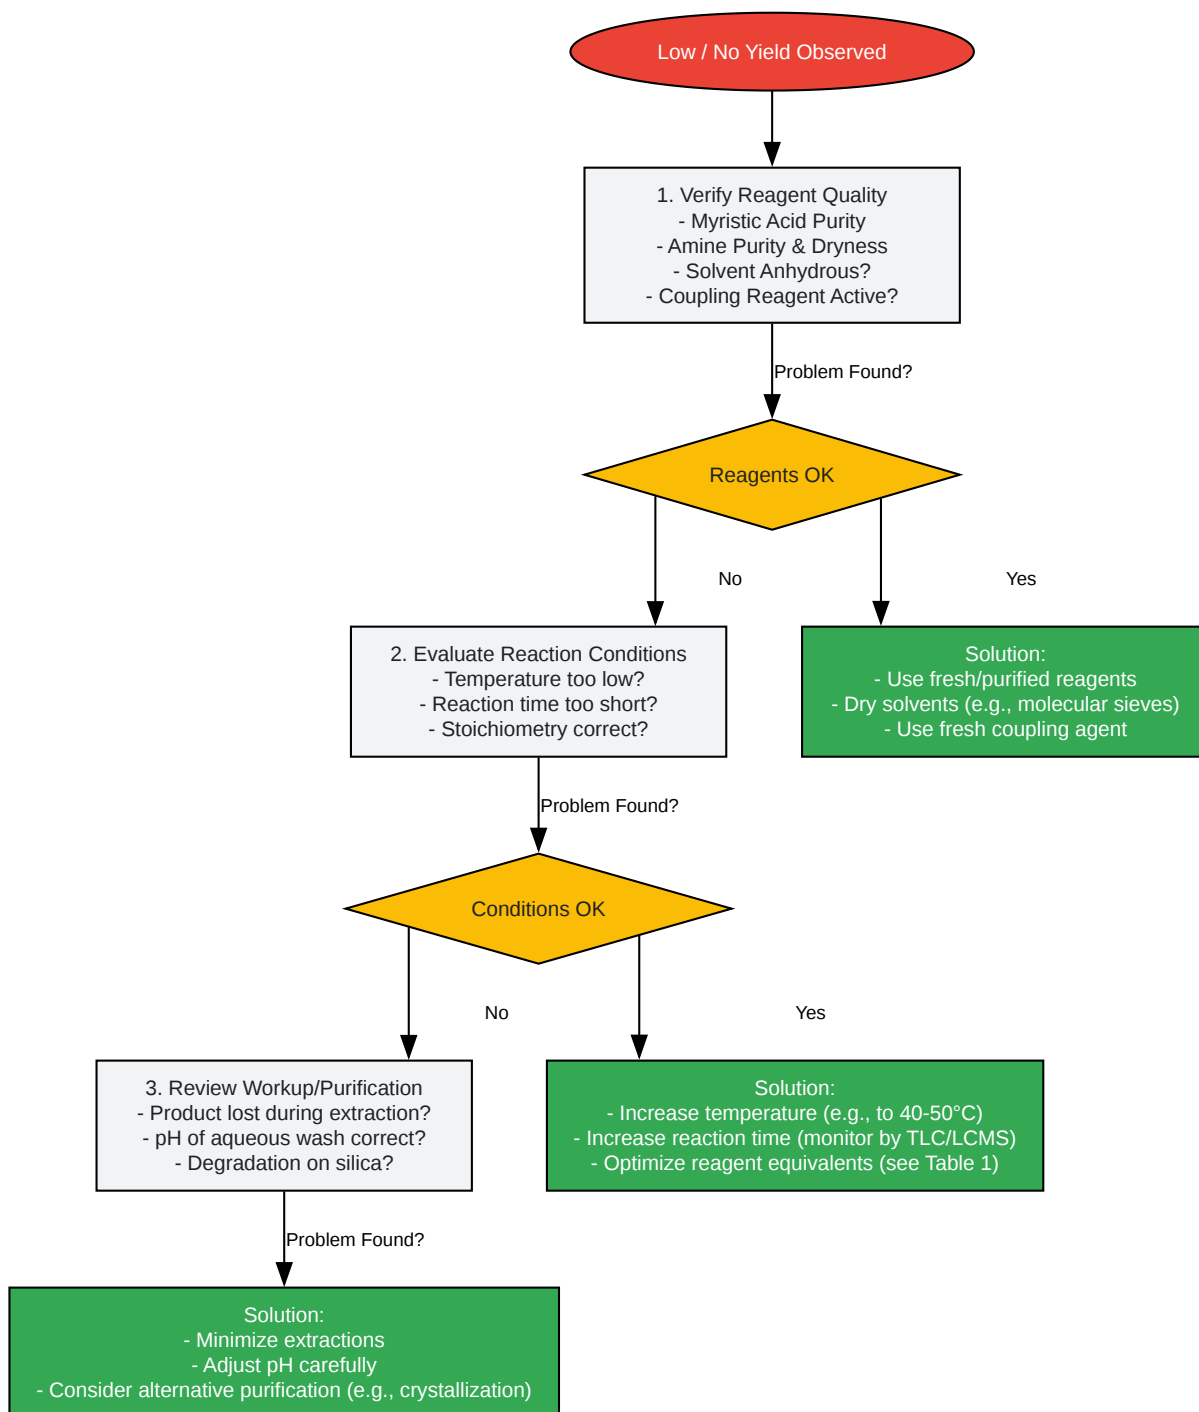 Low / No Yield Observed
1. Verify Reagent Quality
- Myristic Acid Purity
- Amine Purity & Dryness
- Solvent Anhydrous?
- Coupling Reagent Active?
Problem Found?
Reagents OK
No
Yes
2. Evaluate Reaction Conditions
- Temperature too low?
- Reaction time too short?
- Stoichiometry correct?
Solution:
- Use fresh/purified reagents
- Dry solvents (e.g., molecular sieves)
- Use fresh coupling agent
Problem Found?
Conditions OK
No
Yes
3. Review Workup/Purification
- Product lost during extraction?
- pH of aqueous wash correct?
- Degradation on silica?
Solution:
- Increase temperature (e.g., to 40-50°C)
- Increase reaction time (monitor by TLC/LCMS)
- Optimize reagent equivalents (see Table 1)
Problem Found?
Solution:
- Minimize extractions
- Adjust pH carefully
- Consider alternative purification (e.g., crystallization)